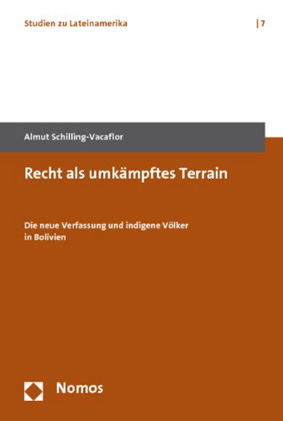 Studien zu Lateinamerika | 7
Almut Schilling-Vacaflor
Recht als umkämpftes Terrain
Die neue Verfassung und indigene Völker
in Bolivien
Nomos